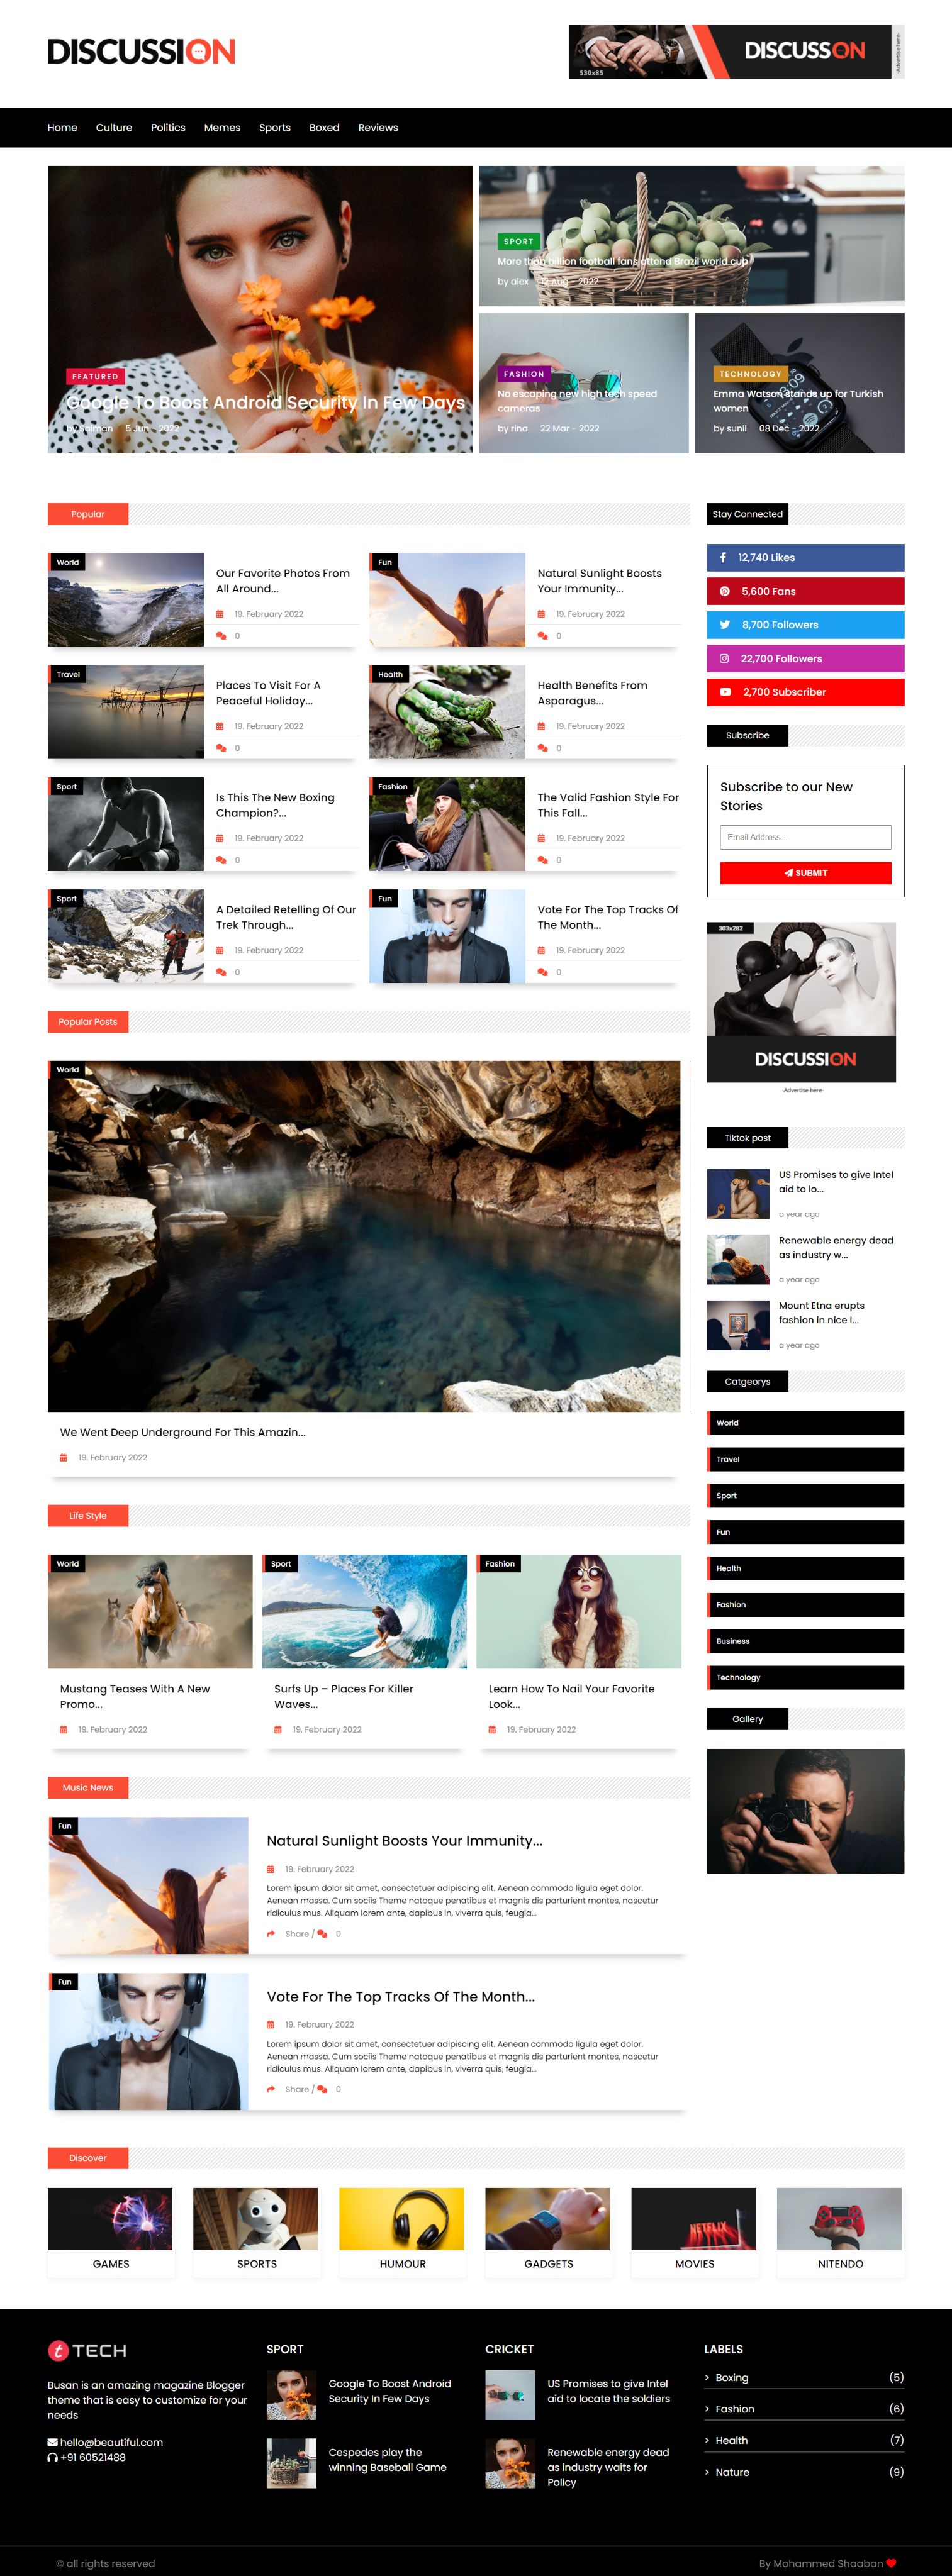 DISCUSSION
530x85
DISCUSSON
-Advertise here-
Home Culture Politics Memes Sports Boxed Reviews
FEATURED
Google To Boost Android Security In Few Days
by Salman 5 Jun - 2022
SPORT
More than billion football fans attend Brazil world cup
by alex Aug - 2022
FASHION
No escaping new high tech speed
cameras
by rina 22 Mar - 2022
TECHNOLOGY
Emma Watson stands up for Turkish
women
by sunil 08 Dec - 2022
Popular
World
Our Favorite Photos From
All Around...
19. February 2022
0
Fun
Natural Sunlight Boosts
Your Immunity...
19. February 2022
0
Travel
Places To Visit For A
Peaceful Holiday...
19. February 2022
0
Health
Health Benefits From
Asparagus...
19. February 2022
0
Sport
Is This The New Boxing
Champion?...
19. February 2022
0
Fashion
The Valid Fashion Style For
This Fall...
19. February 2022
0
Sport
A Detailed Retelling Of Our
Trek Through...
19. February 2022
0
Fun
Vote For The Top Tracks Of
The Month...
19. February 2022
0
Popular Posts
World
We Went Deep Underground For This Amazin...
19. February 2022
Life Style
World
Mustang Teases With A New
Promo...
19. February 2022
Sport
Surfs Up – Places For Killer
Waves...
19. February 2022
Fashion
Learn How To Nail Your Favorite
Look...
19. February 2022
Music News
Fun
Natural Sunlight Boosts Your Immunity...
19. February 2022
Lorem ipsum dolor sit amet, consectetuer adipiscing elit. Aenean commodo ligula eget dolor.
Aenean massa. Cum sociis Theme natoque penatibus et magnis dis parturient montes, nascetur
ridiculus mus. Aliquam lorem ante, dapibus in, viverra quis, feugia...
Share / 0
Fun
Vote For The Top Tracks Of The Month...
19. February 2022
Lorem ipsum dolor sit amet, consectetuer adipiscing elit. Aenean commodo ligula eget dolor.
Aenean massa. Cum sociis Theme natoque penatibus et magnis dis parturient montes, nascetur
ridiculus mus. Aliquam lorem ante, dapibus in, viverra quis, feugia...
Share / 0
Stay Connected
12,740 Likes
5,600 Fans
8,700 Followers
22,700 Followers
2,700 Subscriber
Subscribe
Subscribe to our New
Stories
Email Address...
SUBMIT
303x282
DISCUSSION
-Advertise here-
Tiktok post
US Promises to give Intel
aid to lo...
a year ago
Renewable energy dead
as industry w...
a year ago
Mount Etna erupts
fashion in nice l...
a year ago
Catgeorys
World
Travel
Sport
Fun
Health
Fashion
Business
Technology
Gallery
Discover
GAMES
SPORTS
HUMOUR
GADGETS
NETFLIX
MOVIES
NITENDO
t TECH
Busan is an amazing magazine Blogger
theme that is easy to customize for your
needs
hello@beautiful.com
+91 60521488
SPORT
Google To Boost Android
Security In Few Days
Cespedes play the
winning Baseball Game
CRICKET
US Promises to give Intel
aid to locate the soldiers
Renewable energy dead
as industry waits for
Policy
LABELS
> Boxing (5)
> Fashion (6)
> Health (7)
> Nature (9)
© all rights reserved
By Mohammed Shaaban